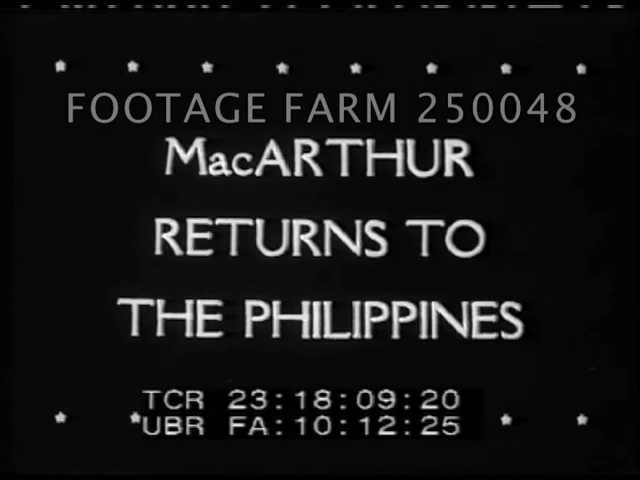 FOOTAGE FARM 250048
MacARTHUR
RETURNS TO
THE PHILIPPINES
TCR 23:18:09:20
UBR FA:10:12:25